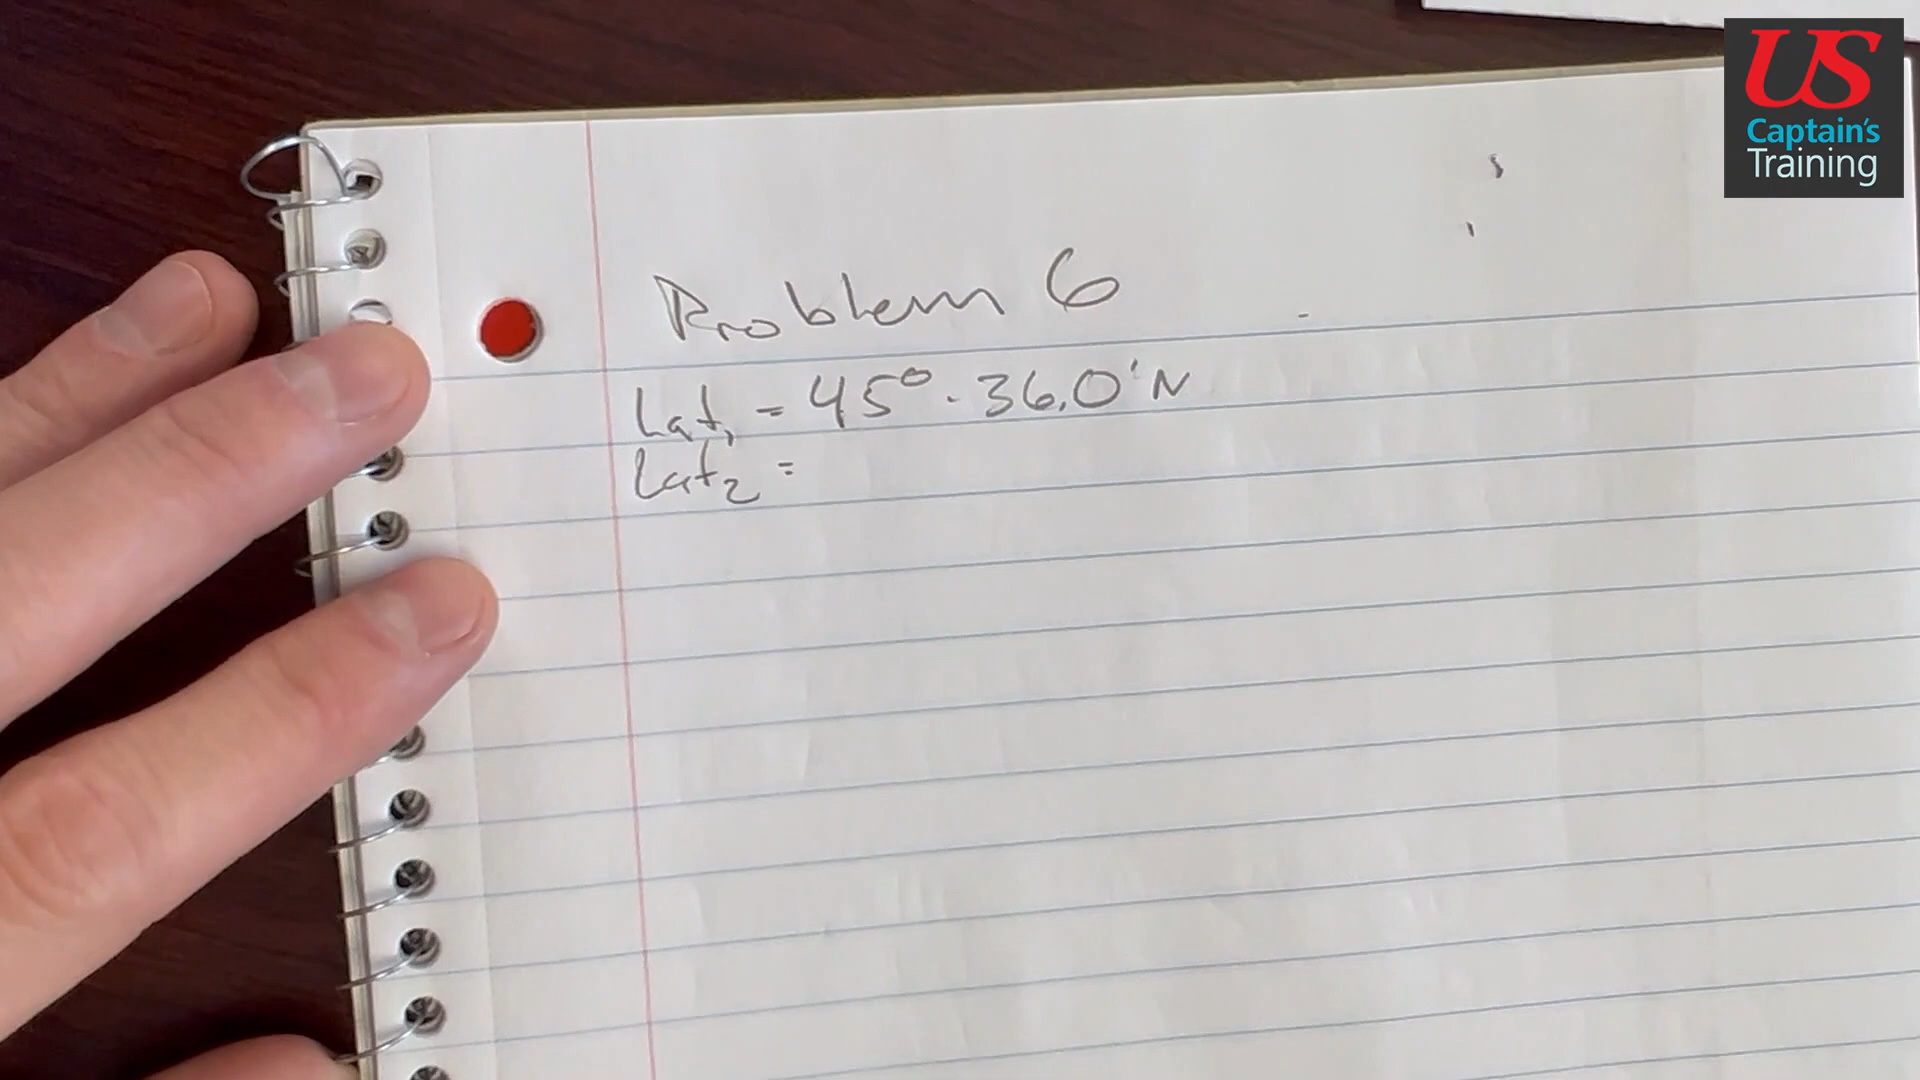 US
Captain's
Training
Problem 6
Lat₁ = 45° - 36.0' N
Lat₂ =